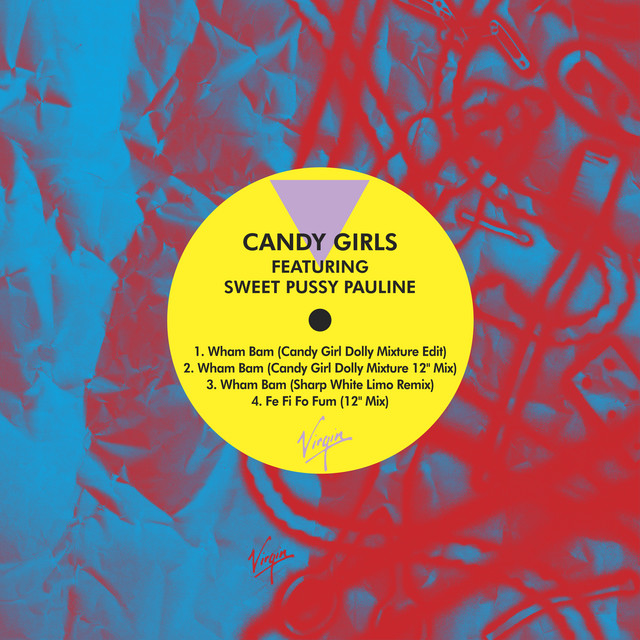 CANDY GIRLS
FEATURING
SWEET PUSSY PAULINE
1. Wham Bam (Candy Girl Dolly Mixture Edit)
2. Wham Bam (Candy Girl Dolly Mixture 12" Mix)
3. Wham Bam (Sharp White Limo Remix)
4. Fe Fi Fo Fum (12" Mix)
Virgin
Virgin